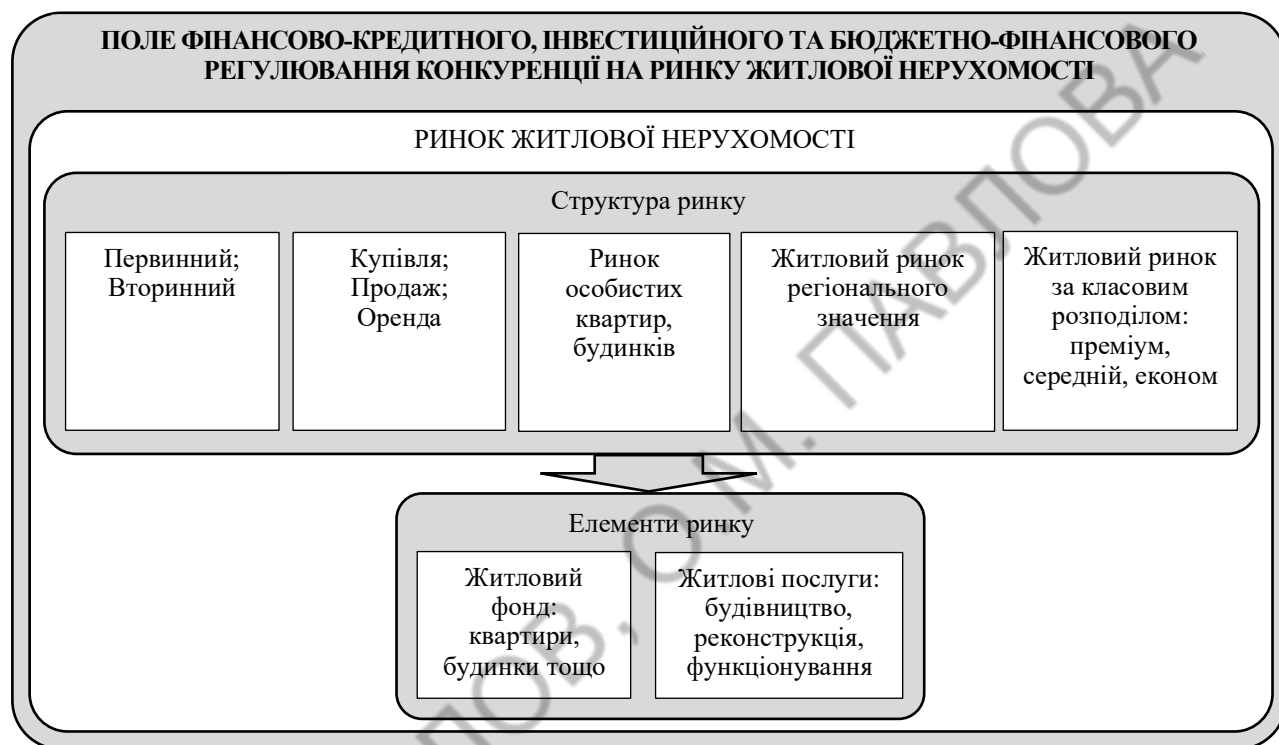 ПОЛЕ ФІНАНСОВО-КРЕДИТНОГО, ІНВЕСТИЦІЙНОГО ТА БЮДЖЕТНО-ФІНАНСОВОГО
РЕГУЛЮВАННЯ КОНКУРЕНЦІЇ НА РИНКУ ЖИТЛОВОЇ НЕРУХОМОСТІ
РИНОК ЖИТЛОВОЇ НЕРУХОМОСТІ
Структура ринку
Первинний;
Вторинний
Купівля;
Продаж;
Оренда
Ринок
особистих
квартир,
будинків
Житловий ринок
регіонального
значення
Житловий ринок
за класовим
розподілом:
преміум,
середній, економ
Елементи ринку
Житловий
фонд:
квартири,
будинки тощо
Житлові послуги:
будівництво,
реконструкція,
функціонування
О.М. ПАВЛОВА